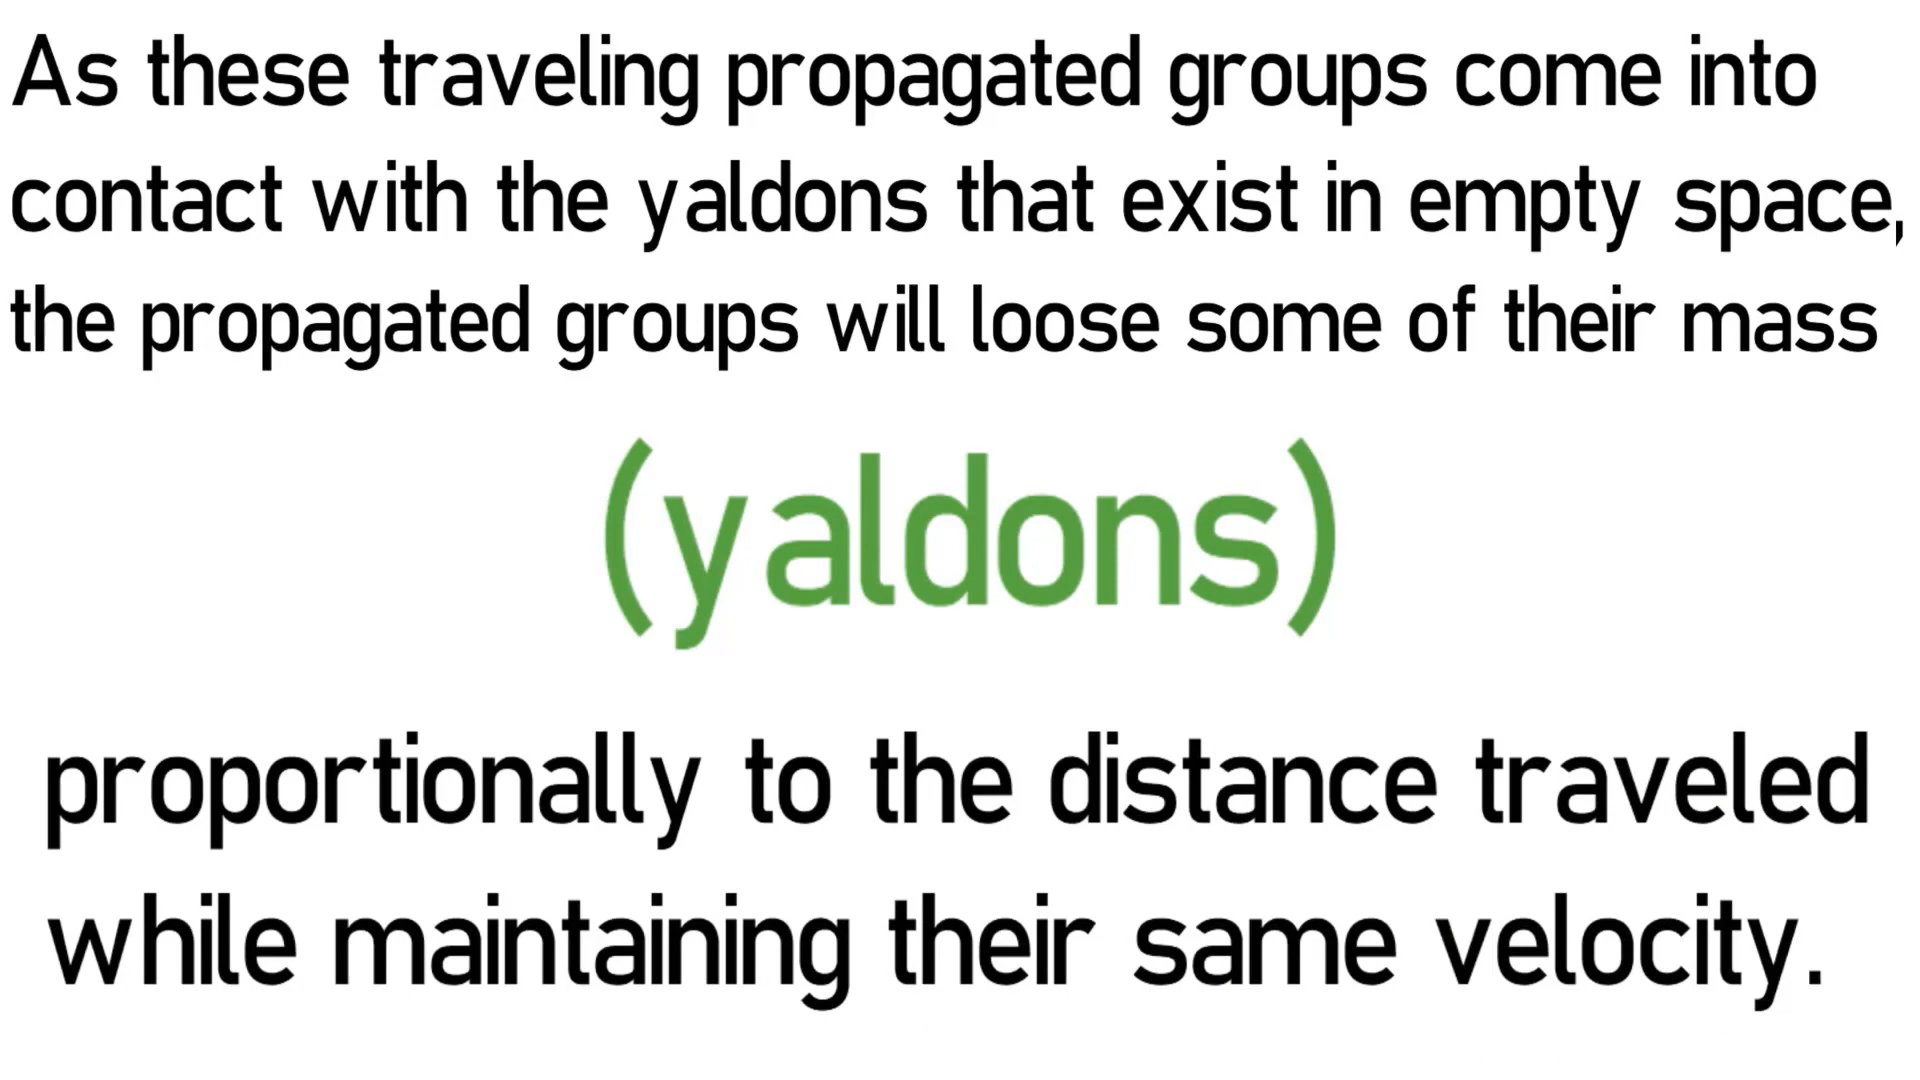 As these traveling propagated groups come into
contact with the yaldons that exist in empty space,
the propagated groups will loose some of their mass
(yaldons)
proportionally to the distance traveled
while maintaining their same velocity.